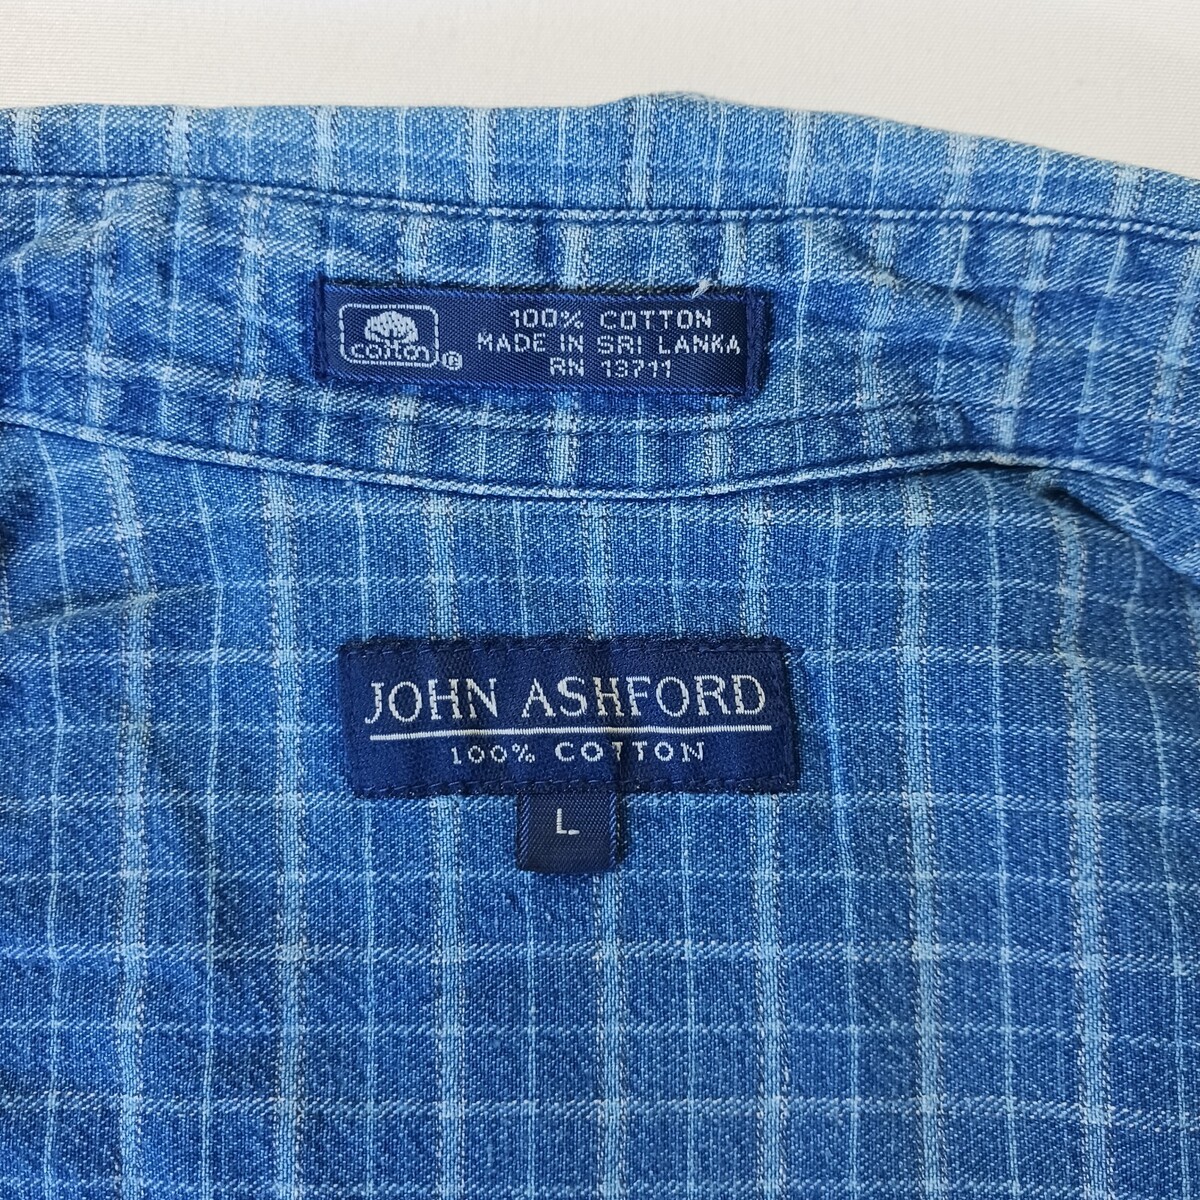 cotton®
100% COTTON
MADE IN SRI LANKA
RN 13711
JOHN ASHFORD
100% COTTON
L